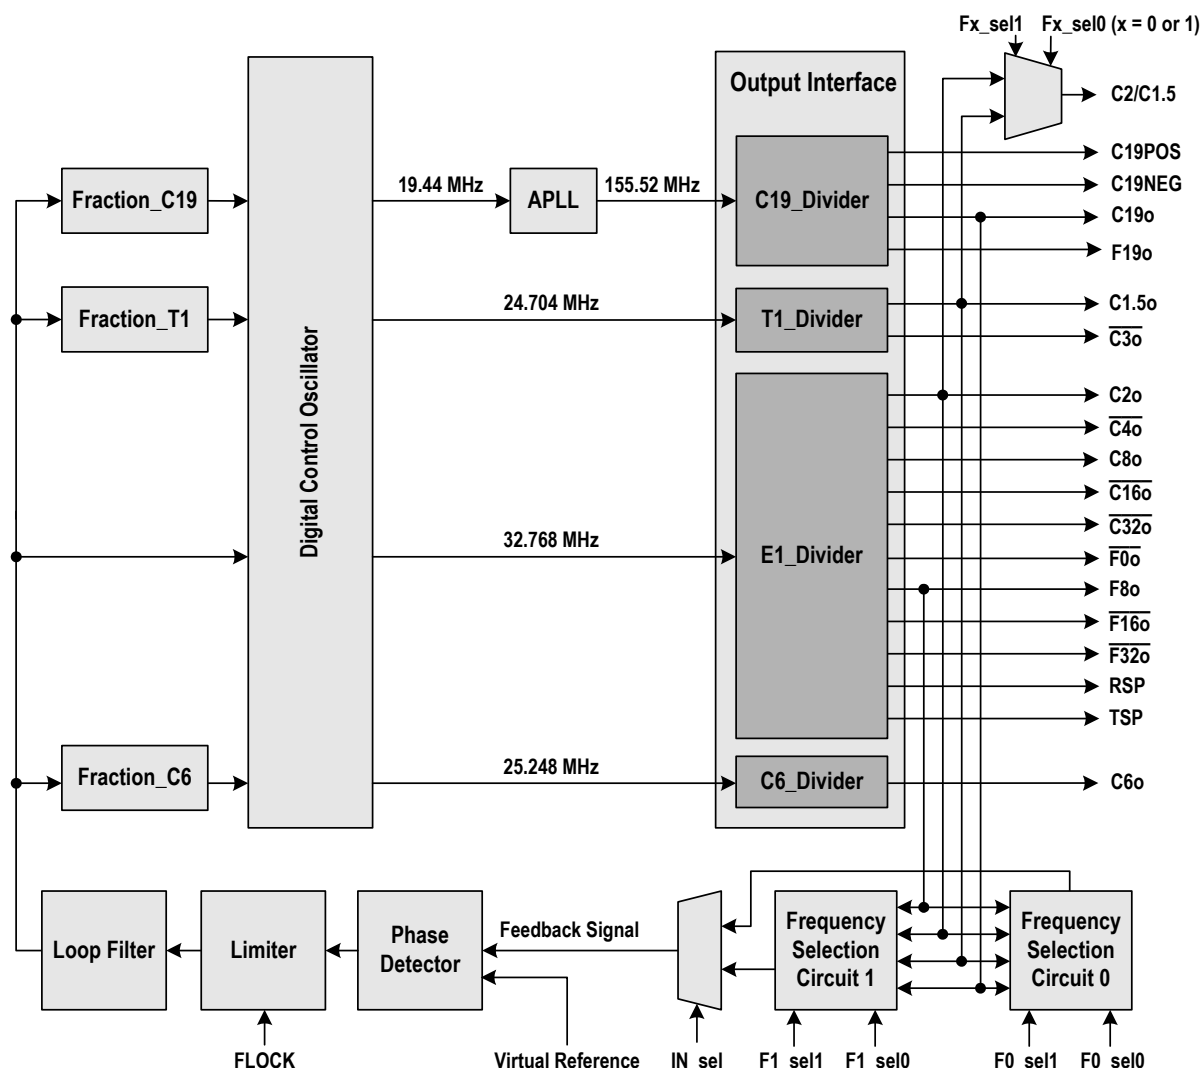 Fx_sel1
Fx_sel0 (x = 0 or 1)
Output Interface
C2/C1.5
C19POS
Fraction_C19
19.44 MHz
APLL
155.52 MHz
C19_Divider
C19NEG
C19o
F19o
Fraction_T1
24.704 MHz
T1_Divider
C1.5o
C3o
Digital Control Oscillator
C2o
C4o
C8o
C16o
C32o
32.768 MHz
E1_Divider
F0o
F8o
F16o
F32o
RSP
TSP
Fraction_C6
25.248 MHz
C6_Divider
C6o
Loop Filter
Limiter
Phase
Detector
Feedback Signal
Frequency
Selection
Circuit 1
Frequency
Selection
Circuit 0
FLOCK
Virtual Reference
IN_sel
F1_sel1
F1_sel0
F0_sel1
F0_sel0